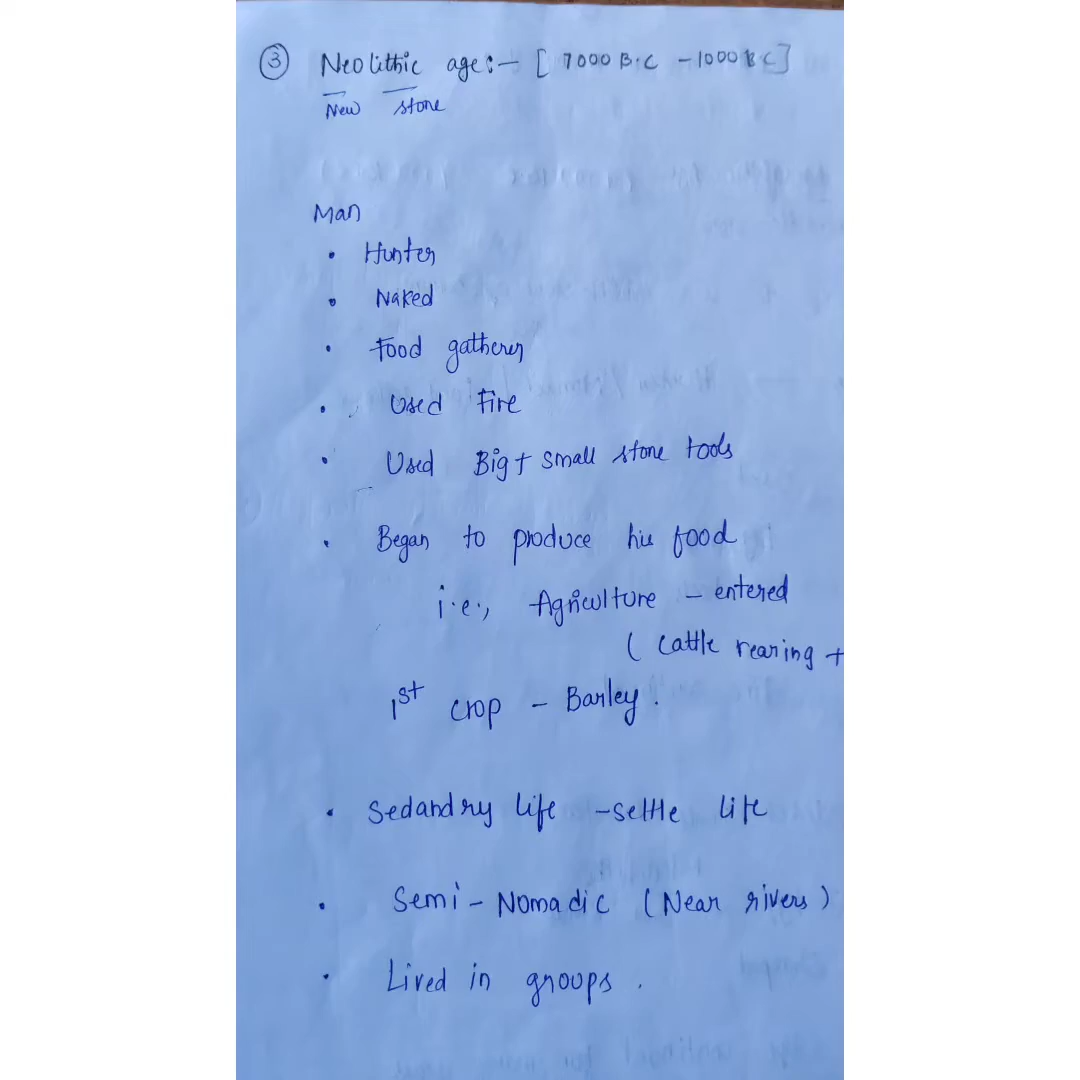 ③ Neolithic age:- [ 7000 B.C - 1000 BC]
New stone
Man
• Hunter
• Naked
• Food gatherer
• Used Fire
• Used Big + small stone tools
• Began to produce his food
i.e., Agriculture - entered
( cattle rearing +
1st crop - Barley.
• Sedandry life - settle life
• Semi - Nomadic (Near rivers)
• Lived in groups.